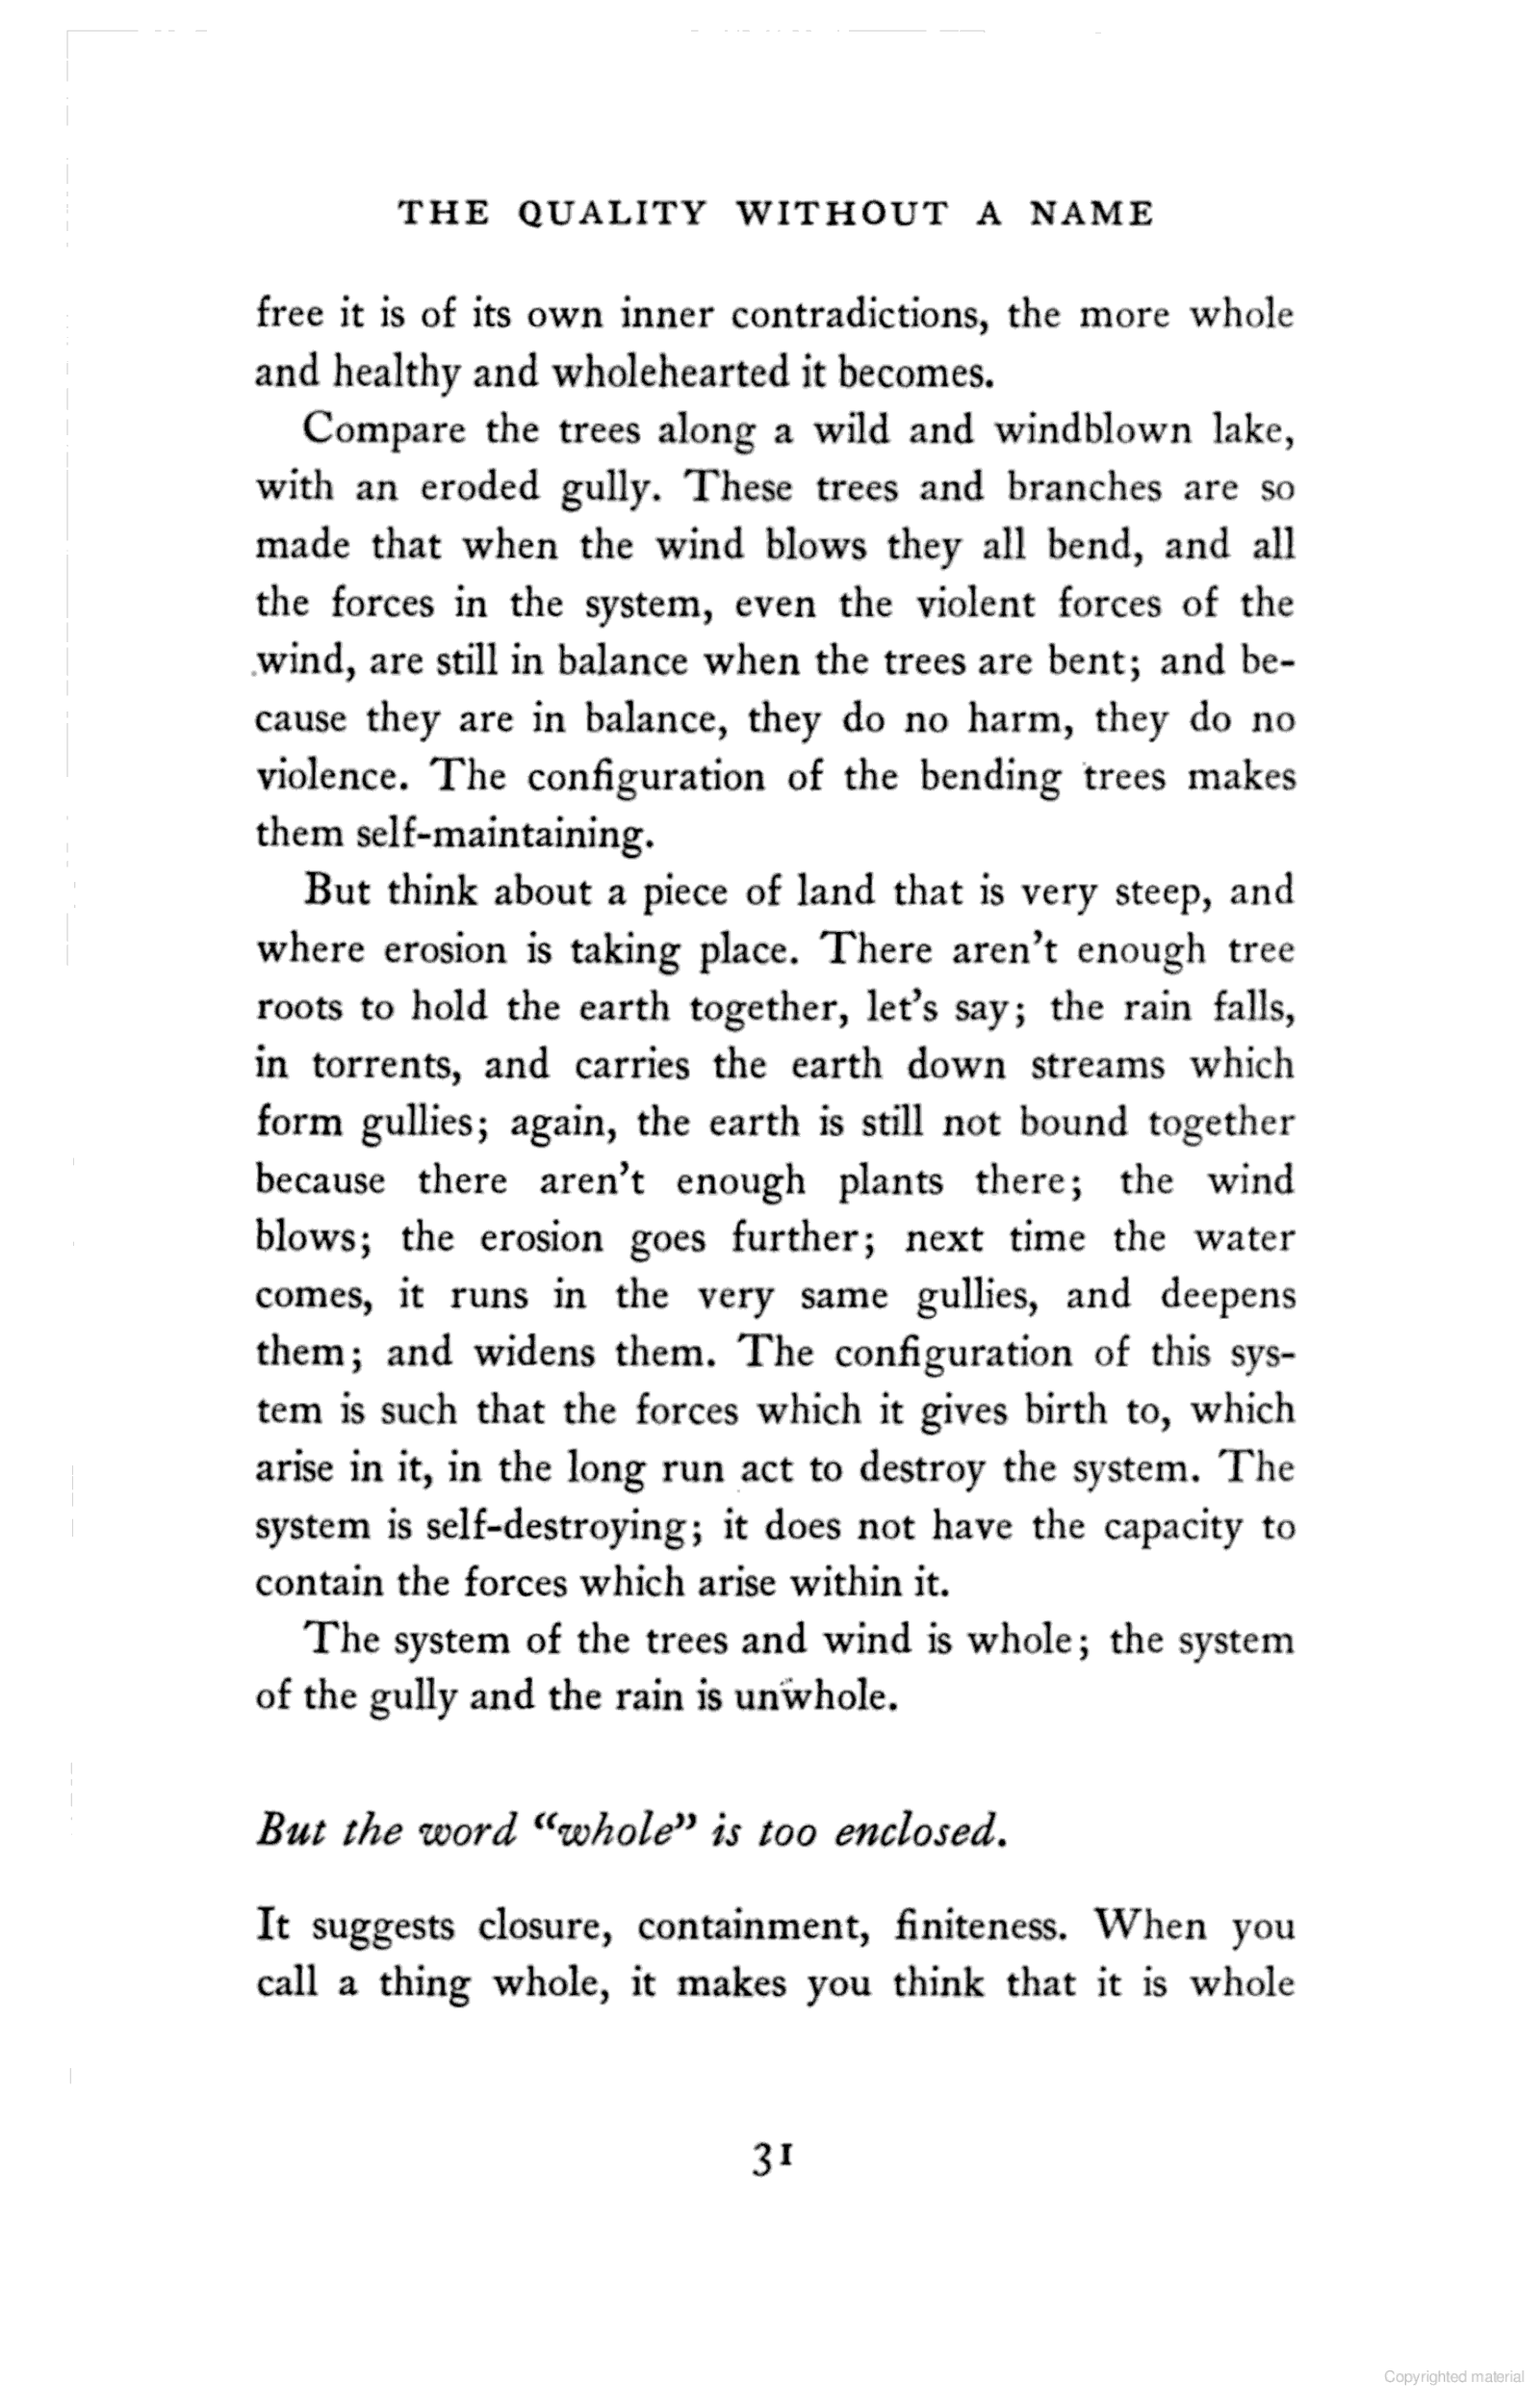 THE QUALITY WITHOUT A NAME
free it is of its own inner contradictions, the more whole
and healthy and wholehearted it becomes.
Compare the trees along a wild and windblown lake,
with an eroded gully. These trees and branches are so
made that when the wind blows they all bend, and all
the forces in the system, even the violent forces of the
wind, are still in balance when the trees are bent; and be-
cause they are in balance, they do no harm, they do no
violence. The configuration of the bending trees makes
them self-maintaining.
But think about a piece of land that is very steep, and
where erosion is taking place. There aren't enough tree
roots to hold the earth together, let's say; the rain falls,
in torrents, and carries the earth down streams which
form gullies; again, the earth is still not bound together
because there aren't enough plants there; the wind
blows; the erosion goes further; next time the water
comes, it runs in the very same gullies, and deepens
them; and widens them. The configuration of this sys-
tem is such that the forces which it gives birth to, which
arise in it, in the long run act to destroy the system. The
system is self-destroying; it does not have the capacity to
contain the forces which arise within it.
The system of the trees and wind is whole; the system
of the gully and the rain is unwhole.
But the word “whole” is too enclosed.
It suggests closure, containment, finiteness. When you
call a thing whole, it makes you think that it is whole
31
Copyrighted material